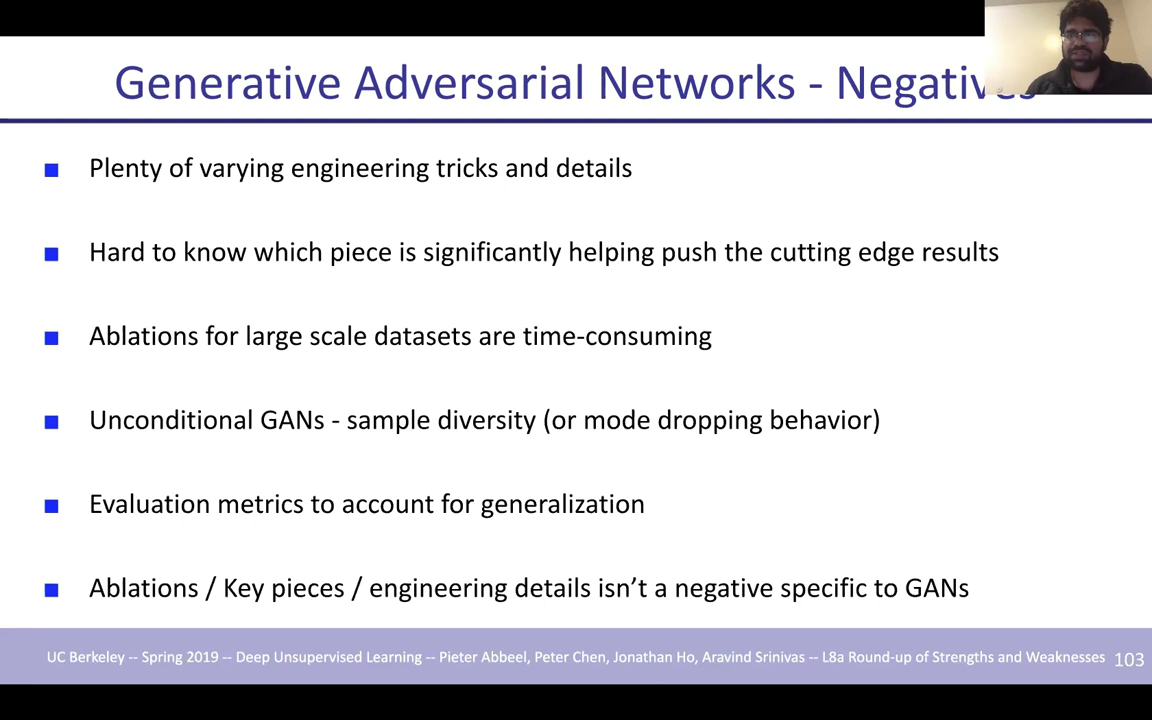 Generative Adversarial Networks - Negatives
Plenty of varying engineering tricks and details
Hard to know which piece is significantly helping push the cutting edge results
Ablations for large scale datasets are time-consuming
Unconditional GANs - sample diversity (or mode dropping behavior)
Evaluation metrics to account for generalization
Ablations / Key pieces / engineering details isn’t a negative specific to GANs
UC Berkeley -- Spring 2019 -- Deep Unsupervised Learning -- Pieter Abbeel, Peter Chen, Jonathan Ho, Aravind Srinivas -- L8a Round-up of Strengths and Weaknesses 103